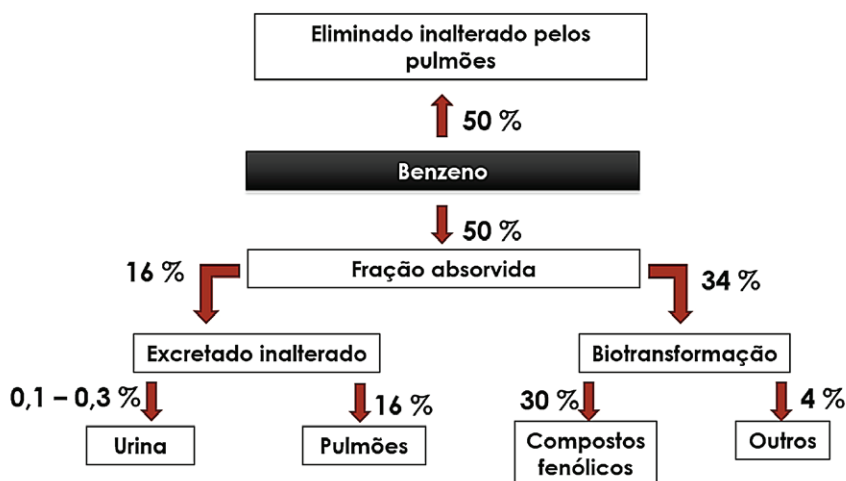 Eliminado inalterado pelos
pulmões
50 %
Benzeno
50 %
16 %
Fração absorvida
34 %
Excretado inalterado
Biotransformação
0,1 – 0,3 %
16 %
30 %
4 %
Urina
Pulmões
Compostos
fenólicos
Outros